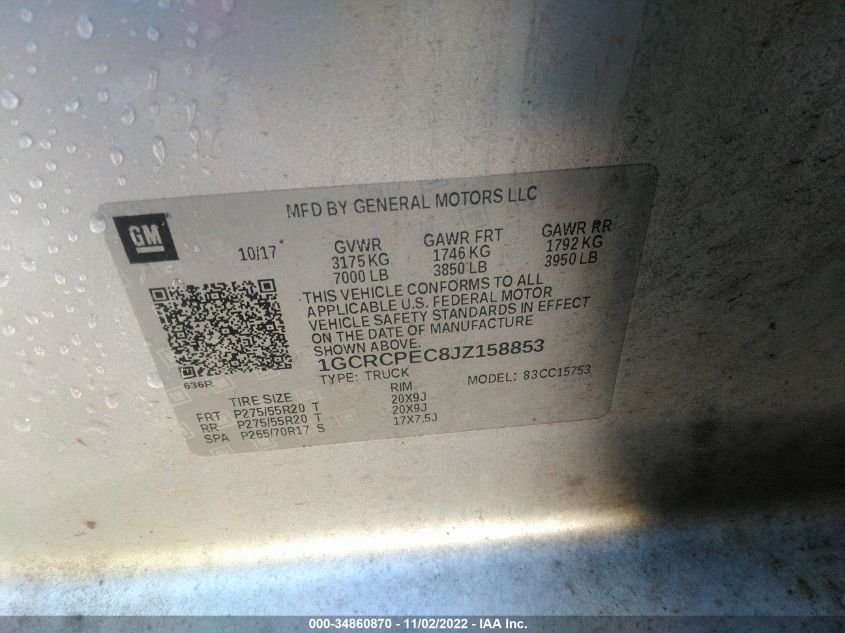 MFD BY GENERAL MOTORS LLC
GM
10/17 GVWR GAWR FRT GAWR RR
3175 KG 1746 KG 1792 KG
7000 LB 3850 LB 3950 LB
THIS VEHICLE CONFORMS TO ALL
APPLICABLE U.S. FEDERAL MOTOR
VEHICLE SAFETY STANDARDS IN EFFECT
ON THE DATE OF MANUFACTURE
SHOWN ABOVE.
1GCRCPEC8JZ158853
636R
TYPE: TRUCK MODEL: 83CC15753
TIRE SIZE RIM
FRT P275/55R20 T 20X9J
RR P275/55R20 T 20X9J
SPA P265/70R17 S 17X7.5J
000-34860870 - 11/02/2022 - IAA Inc.